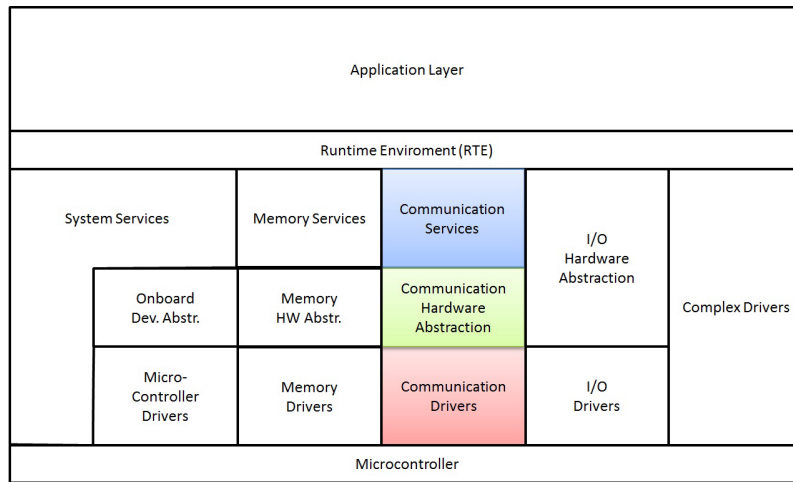 Application Layer
Runtime Enviroment (RTE)
System Services
Memory Services
Communication
Services
I/O
Hardware
Abstraction
Complex Drivers
Onboard
Dev. Abstr.
Memory
HW Abstr.
Communication
Hardware
Abstraction
Micro-
Controller
Drivers
Memory
Drivers
Communication
Drivers
I/O
Drivers
Microcontroller